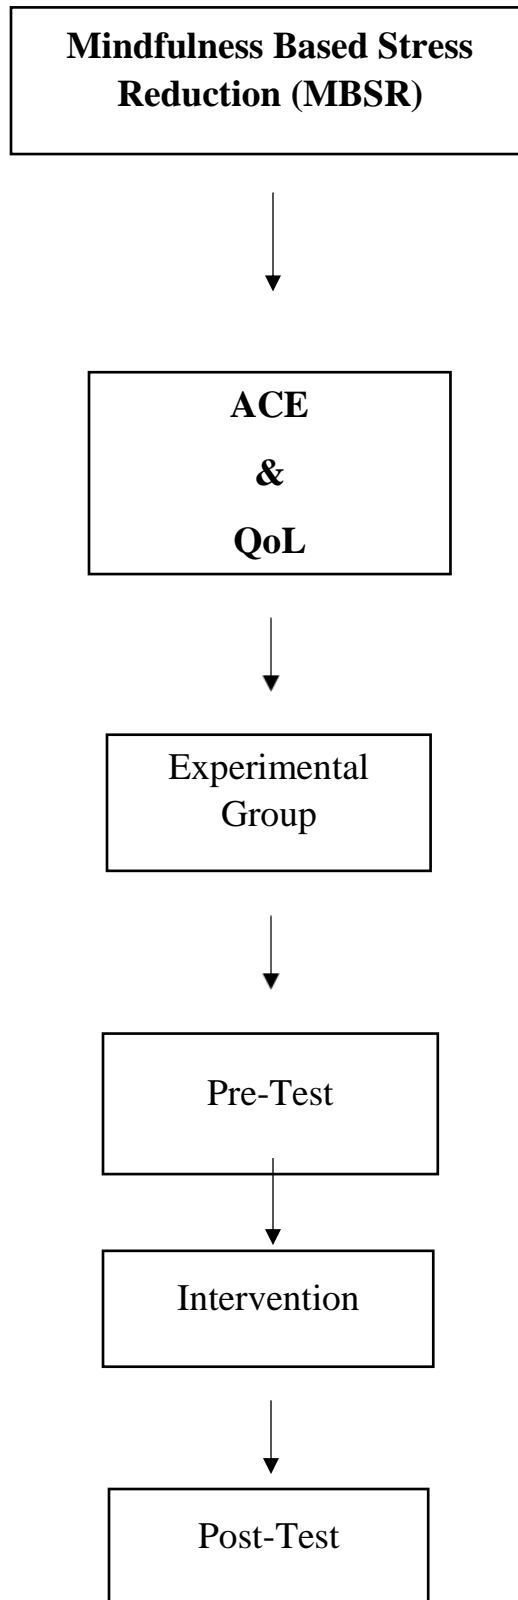 Mindfulness Based Stress
Reduction (MBSR)
ACE
&
QoL
Experimental
Group
Pre-Test
Intervention
Post-Test